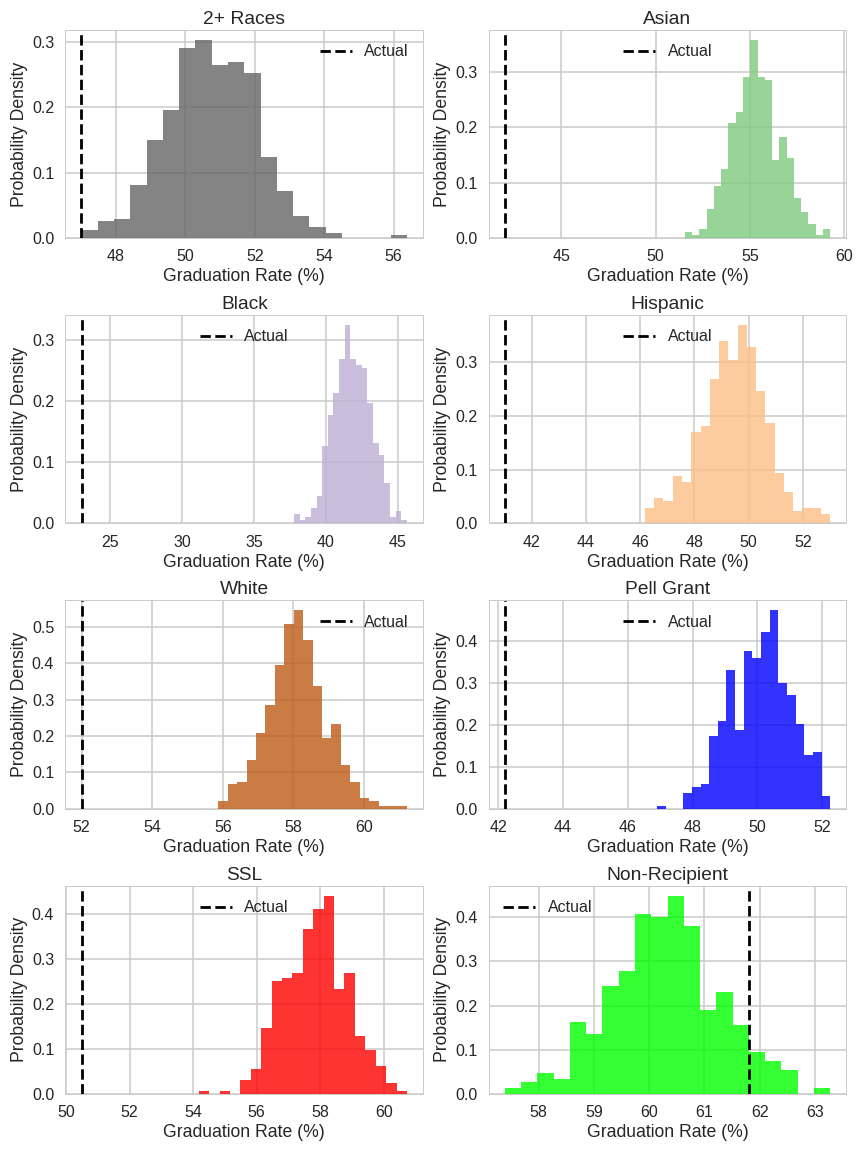 2+ Races
Probability Density
0.3
0.2
0.1
0.0
Actual
48 50 52 54 56
Graduation Rate (%)
Asian
Probability Density
0.3
0.2
0.1
0.0
Actual
45 50 55 60
Graduation Rate (%)
Black
Probability Density
0.3
0.2
0.1
0.0
Actual
25 30 35 40 45
Graduation Rate (%)
Hispanic
Probability Density
0.3
0.2
0.1
0.0
Actual
42 44 46 48 50 52
Graduation Rate (%)
White
Probability Density
0.5
0.4
0.3
0.2
0.1
0.0
Actual
52 54 56 58 60
Graduation Rate (%)
Pell Grant
Probability Density
0.4
0.3
0.2
0.1
0.0
Actual
42 44 46 48 50 52
Graduation Rate (%)
SSL
Probability Density
0.4
0.3
0.2
0.1
0.0
Actual
50 52 54 56 58 60
Graduation Rate (%)
Non-Recipient
Probability Density
0.4
0.3
0.2
0.1
0.0
Actual
58 59 60 61 62 63
Graduation Rate (%)